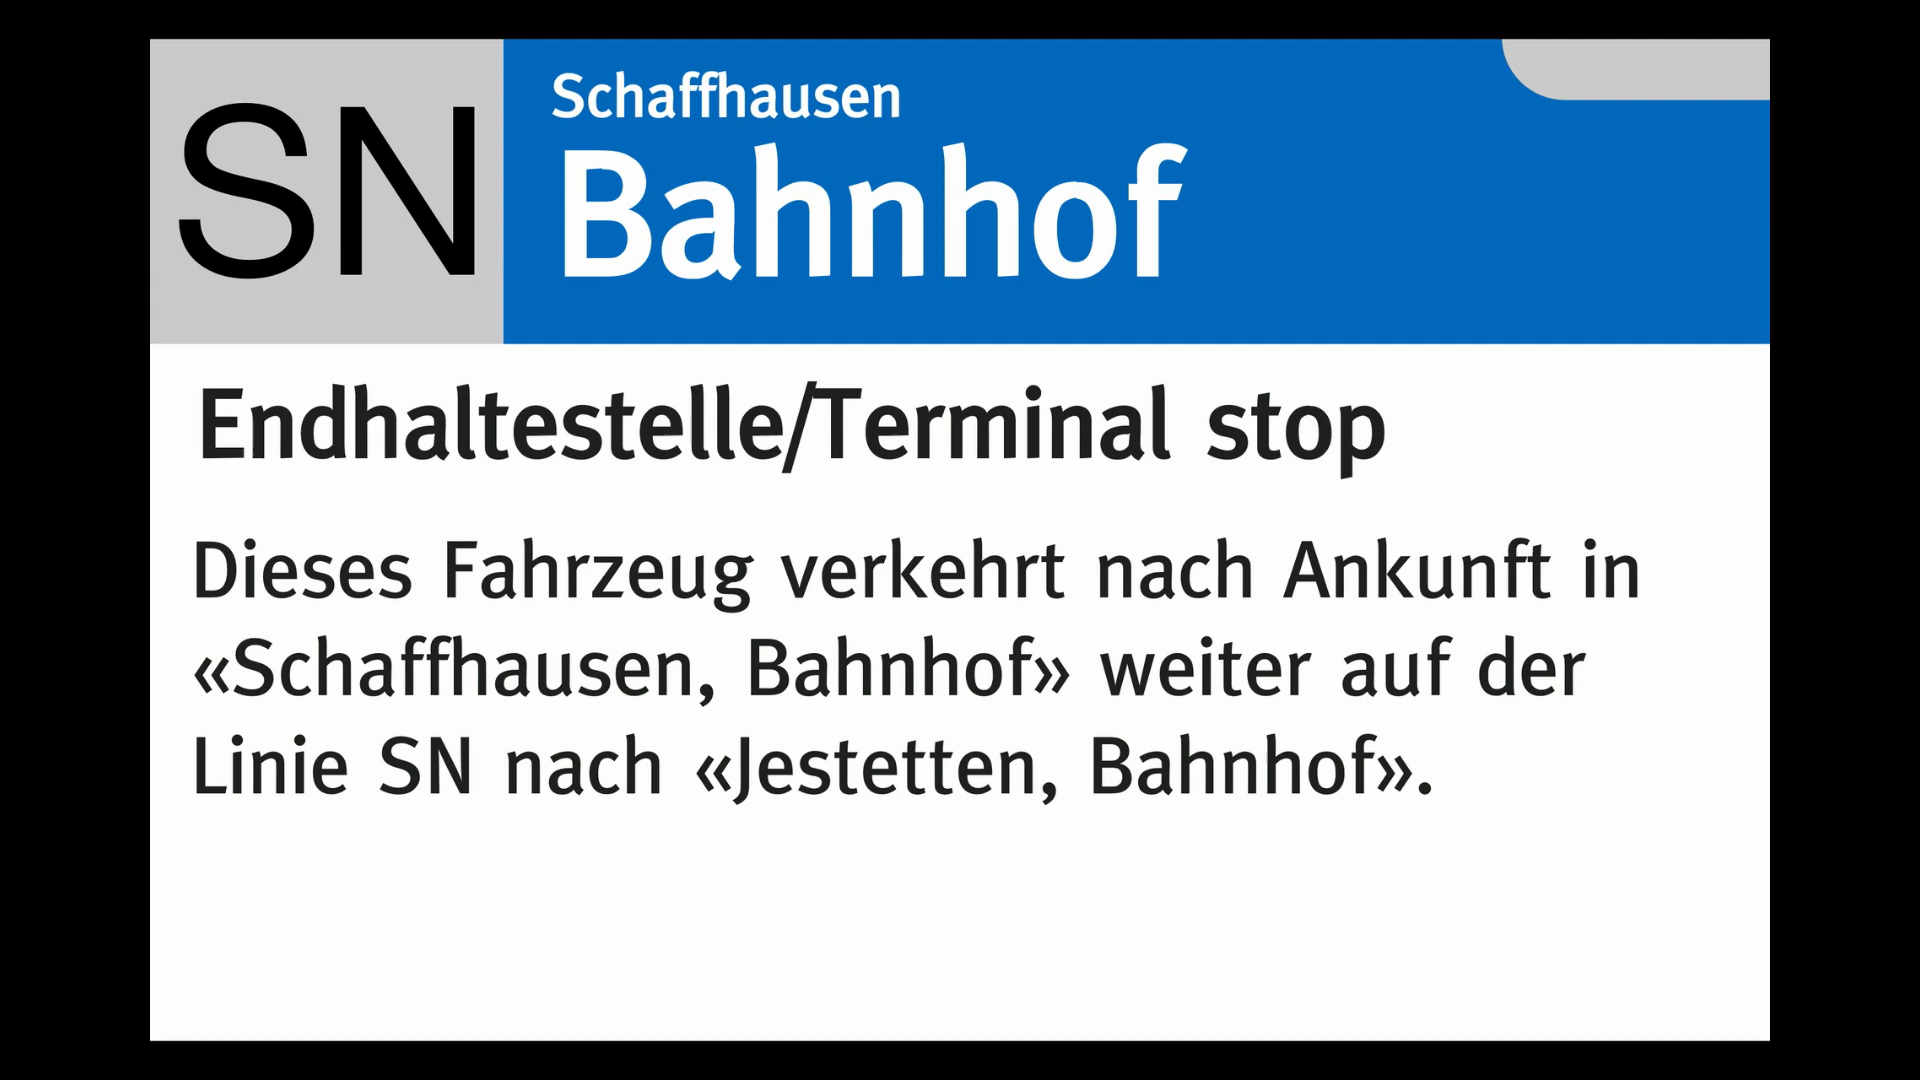 SN
Schaffhausen
Bahnhof
Endhaltestelle/Terminal stop
Dieses Fahrzeug verkehrt nach Ankunft in
«Schaffhausen, Bahnhof» weiter auf der
Linie SN nach «Jestetten, Bahnhof».